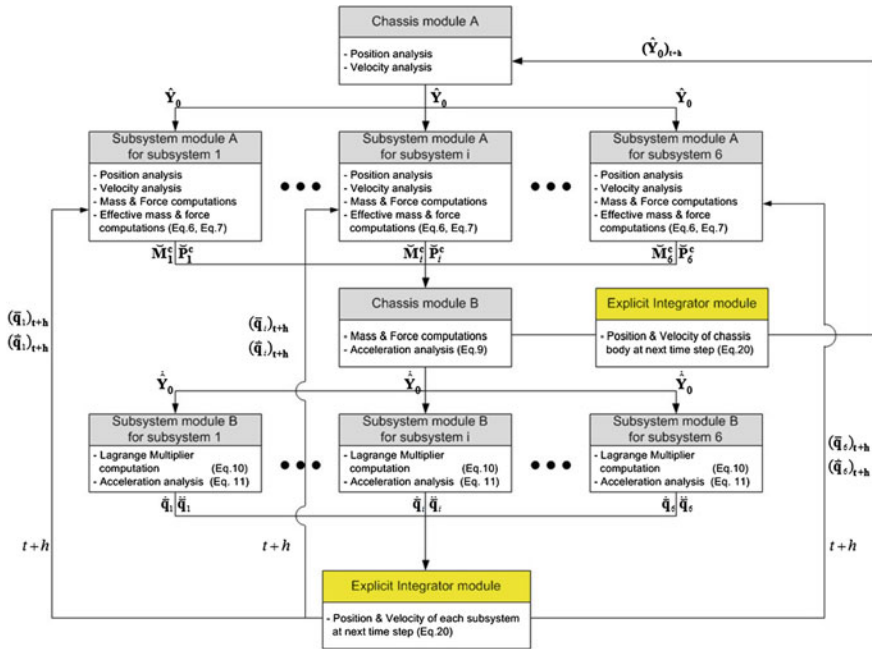 Chassis module A
- Position analysis
- Velocity analysis
(Ŷ₀)ₜ₊ₕ
Ŷ₀ Ŷ₀ Ŷ₀
Subsystem module A
for subsystem 1
- Position analysis
- Velocity analysis
- Mass & Force computations
- Effective mass & force
computations (Eq.6, Eq.7)
Subsystem module A
for subsystem i
- Position analysis
- Velocity analysis
- Mass & Force computations
- Effective mass & force
computations (Eq.6, Eq.7)
Subsystem module A
for subsystem 6
- Position analysis
- Velocity analysis
- Mass & Force computations
- Effective mass & force
computations (Eq.6, Eq.7)
M̆₁ᶜ P̆₁ᶜ M̆ᵢᶜ P̆ᵢᶜ M̆₆ᶜ P̆₆ᶜ
Chassis module B
- Mass & Force computations
- Acceleration analysis (Eq.9)
Explicit Integrator module
- Position & Velocity of chassis
body at next time step (Eq.20)
(q̄₁)ₜ₊ₕ
(q̂₁)ₜ₊ₕ
(q̄ᵢ)ₜ₊ₕ
(q̂ᵢ)ₜ₊ₕ
Ŷ̇₀ Ŷ̇₀ Ŷ̇₀
Subsystem module B
for subsystem 1
- Lagrange Multiplier
computation (Eq.10)
- Acceleration analysis (Eq. 11)
Subsystem module B
for subsystem i
- Lagrange Multiplier
computation (Eq.10)
- Acceleration analysis (Eq. 11)
Subsystem module B
for subsystem 6
- Lagrange Multiplier
computation (Eq.10)
- Acceleration analysis (Eq. 11)
(q̄₆)ₜ₊ₕ
(q̂₆)ₜ₊ₕ
t+h t+h t+h
Explicit Integrator module
- Position & Velocity of each subsystem
at next time step (Eq.20)